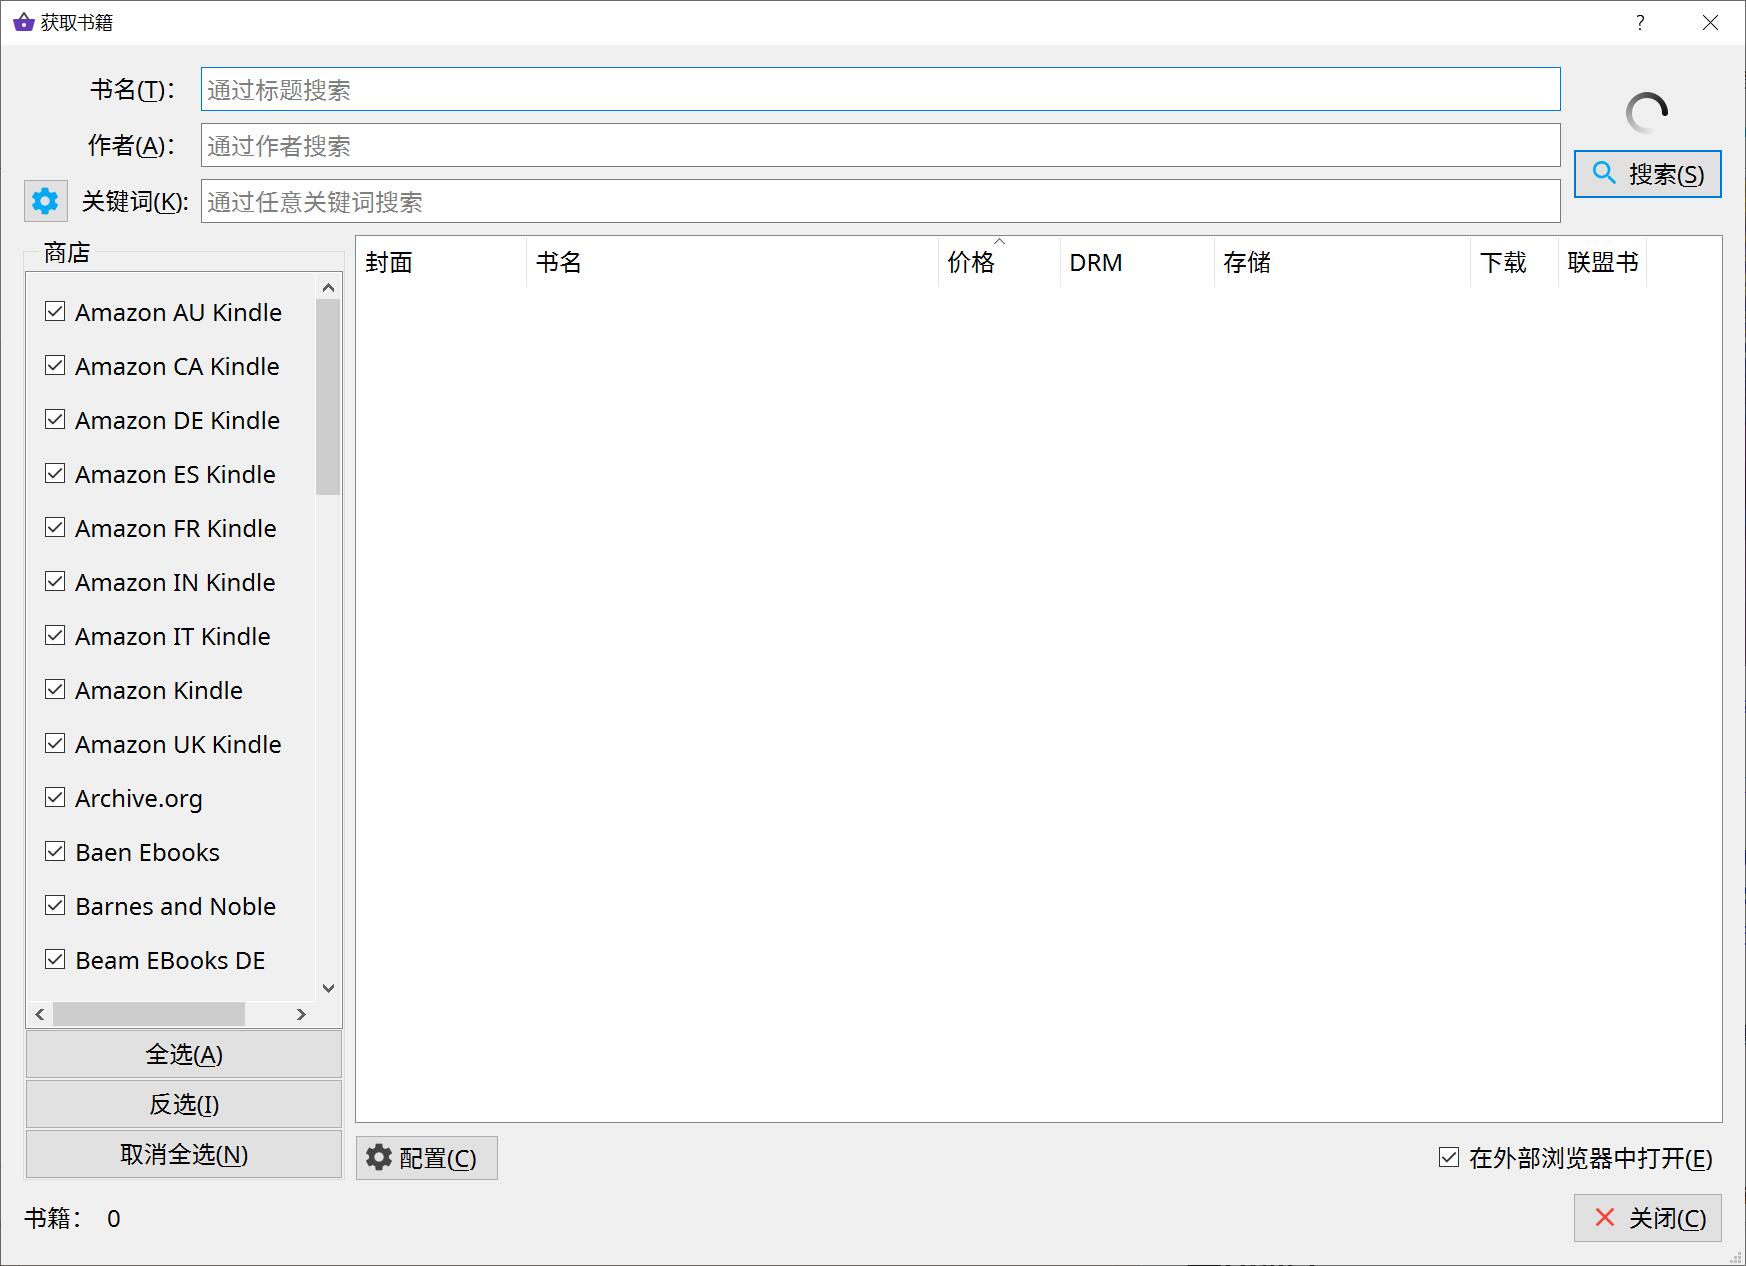 获取书籍
书名(T)：
通过标题搜索
作者(A)：
通过作者搜索
关键词(K):
通过任意关键词搜索
搜索(S)
商店
封面
书名
价格
DRM
存储
下载
联盟书
Amazon AU Kindle
Amazon CA Kindle
Amazon DE Kindle
Amazon ES Kindle
Amazon FR Kindle
Amazon IN Kindle
Amazon IT Kindle
Amazon Kindle
Amazon UK Kindle
Archive.org
Baen Ebooks
Barnes and Noble
Beam EBooks DE
全选(A)
反选(I)
取消全选(N)
配置(C)
在外部浏览器中打开(E)
书籍： 0
关闭(C)